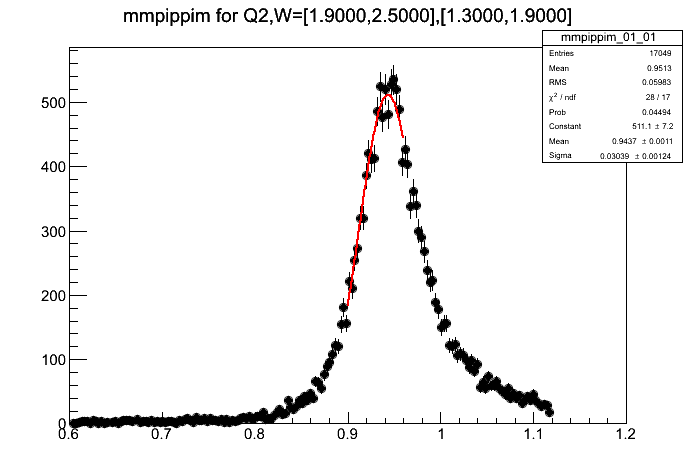 mmpippim for Q2,W=[1.9000,2.5000],[1.3000,1.9000]
mmpippim_01_01
Entries 17049
Mean 0.9513
RMS 0.05983
χ² / ndf 28 / 17
Prob 0.04494
Constant 511.1 ± 7.2
Mean 0.9437 ± 0.0011
Sigma 0.03039 ± 0.00124
500
400
300
200
100
0
0.6 0.7 0.8 0.9 1 1.1 1.2